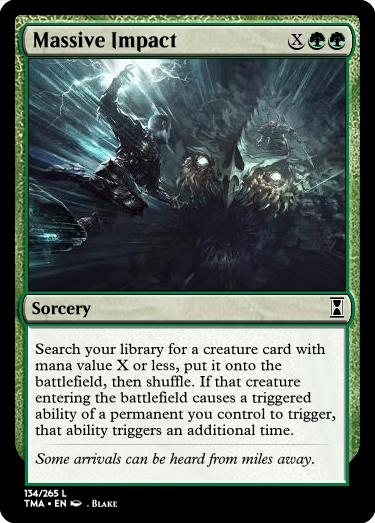 Massive Impact X
Sorcery
Search your library for a creature card with
mana value X or less, put it onto the
battlefield, then shuffle. If that creature
entering the battlefield causes a triggered
ability of a permanent you control to trigger,
that ability triggers an additional time.
Some arrivals can be heard from miles away.
134/265 L
TMA • EN . Blake